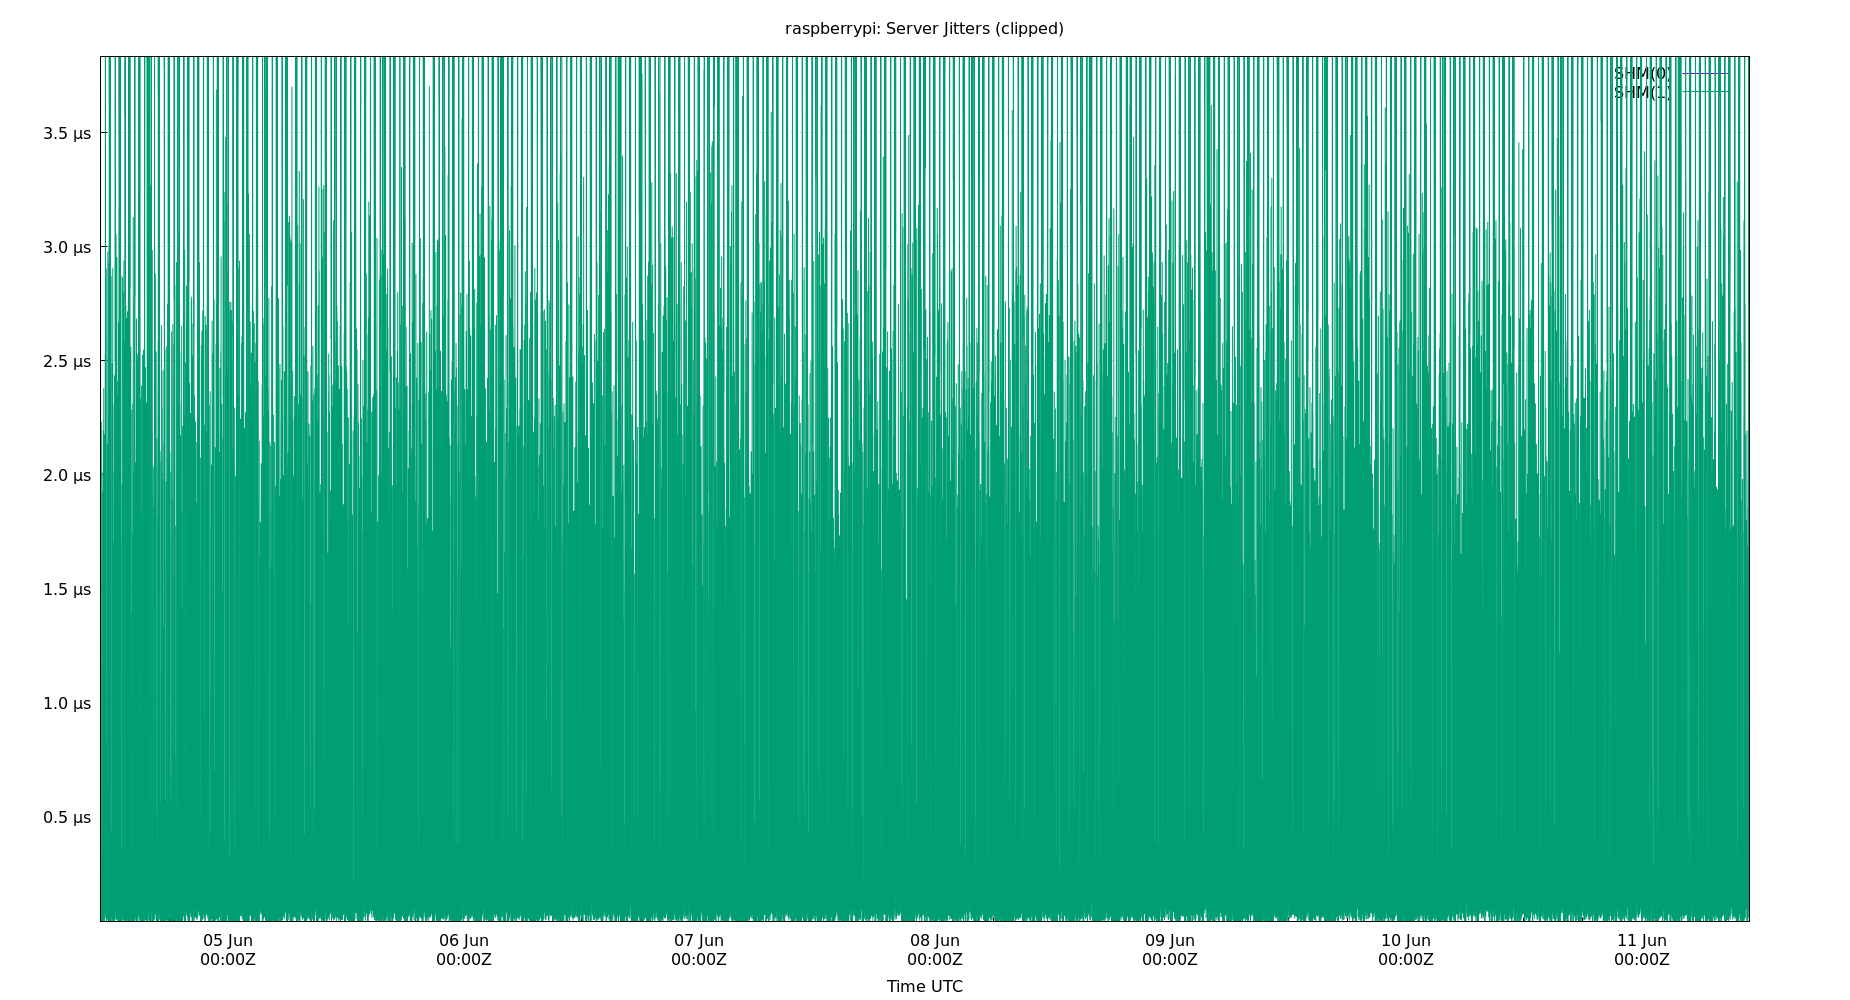 raspberrypi: Server Jitters (clipped)
SHM(0)
SHM(1)
3.5 µs
3.0 µs
2.5 µs
2.0 µs
1.5 µs
1.0 µs
0.5 µs
05 Jun 06 Jun 07 Jun 08 Jun 09 Jun 10 Jun 11 Jun
00:00Z 00:00Z 00:00Z 00:00Z 00:00Z 00:00Z 00:00Z
Time UTC